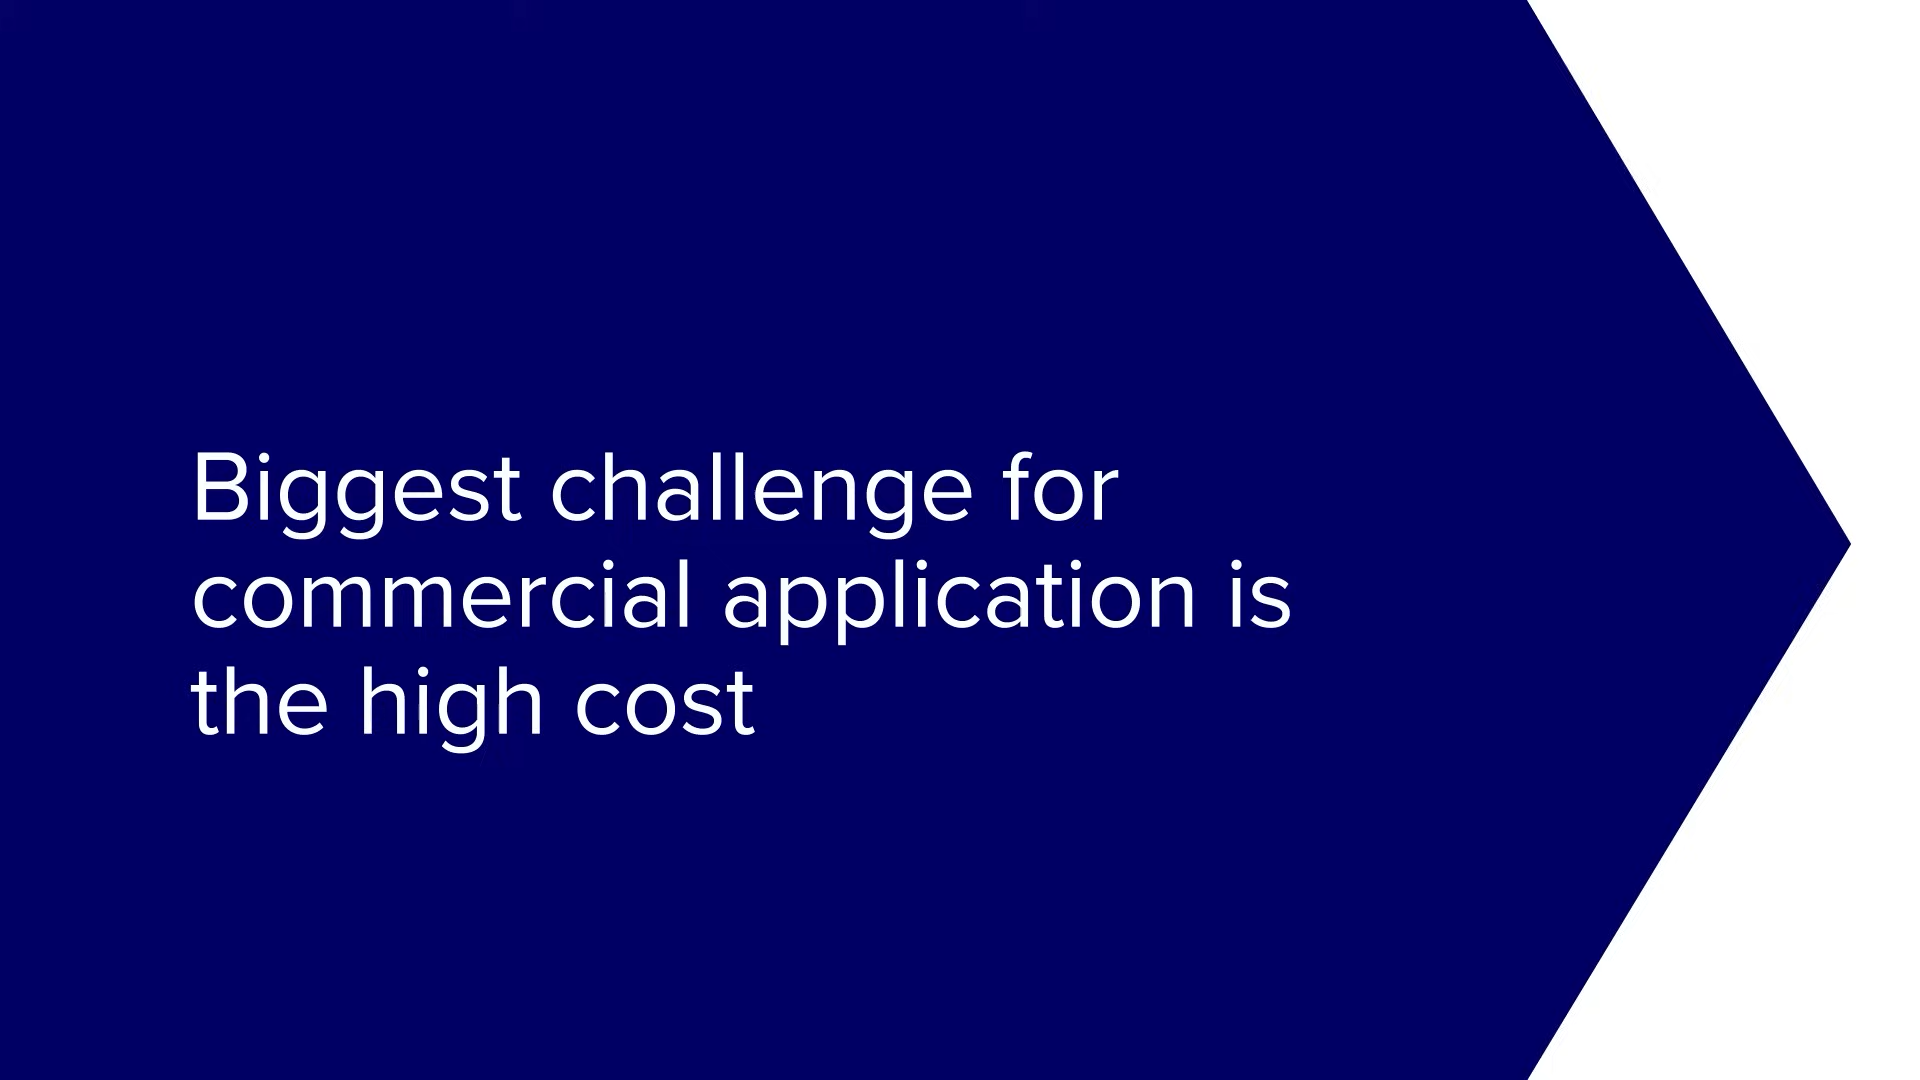 Biggest challenge for
commercial application is
the high cost